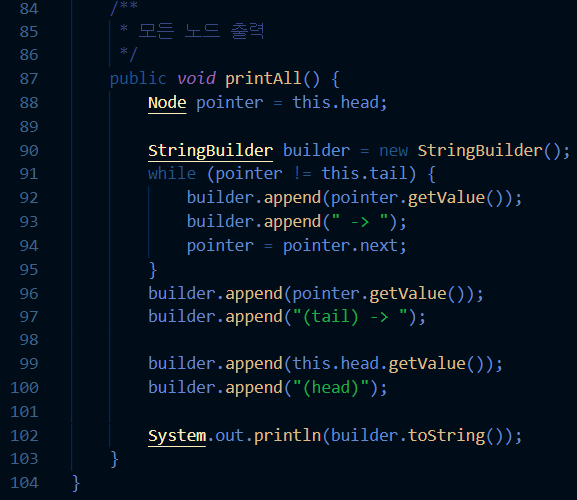 84 /**
85 * 모든 노드 출력
86 */
87 public void printAll() {
88 Node pointer = this.head;
89
90 StringBuilder builder = new StringBuilder();
91 while (pointer != this.tail) {
92 builder.append(pointer.getValue());
93 builder.append(" -> ");
94 pointer = pointer.next;
95 }
96 builder.append(pointer.getValue());
97 builder.append("(tail) -> ");
98
99 builder.append(this.head.getValue());
100 builder.append("(head)");
101
102 System.out.println(builder.toString());
103 }
104 }